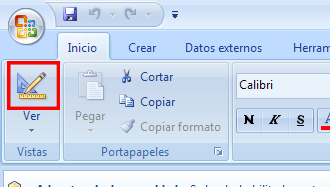 Inicio Crear Datos externos Herram
Cortar
Calibri
Copiar
Ver Pegar
Copiar formato
N K S A
Vistas Portapapeles